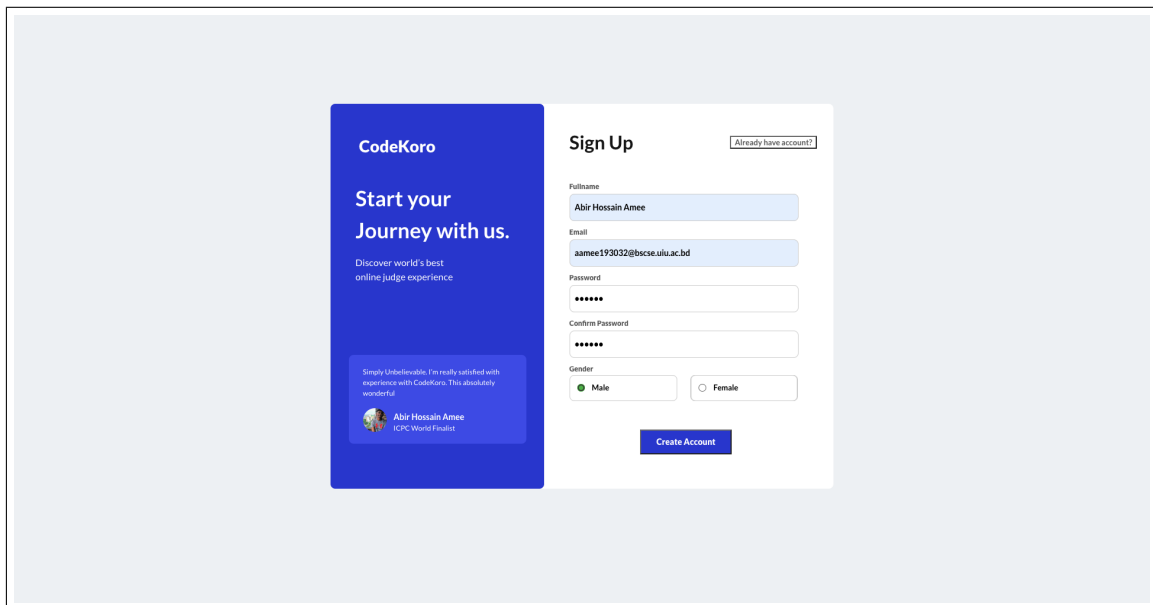 CodeKoro
Start your
Journey with us.
Discover world's best
online judge experience
Simply Unbelievable. I'm really satisfied with
experience with CodeKoro. This absolutely
wonderful
Abir Hossain Amee
ICPC World Finalist
Sign Up
Already have account?
Fullname
Abir Hossain Amee
Email
aamee193032@bscse.uiu.ac.bd
Password
••••••
Confirm Password
••••••
Gender
Male
Female
Create Account